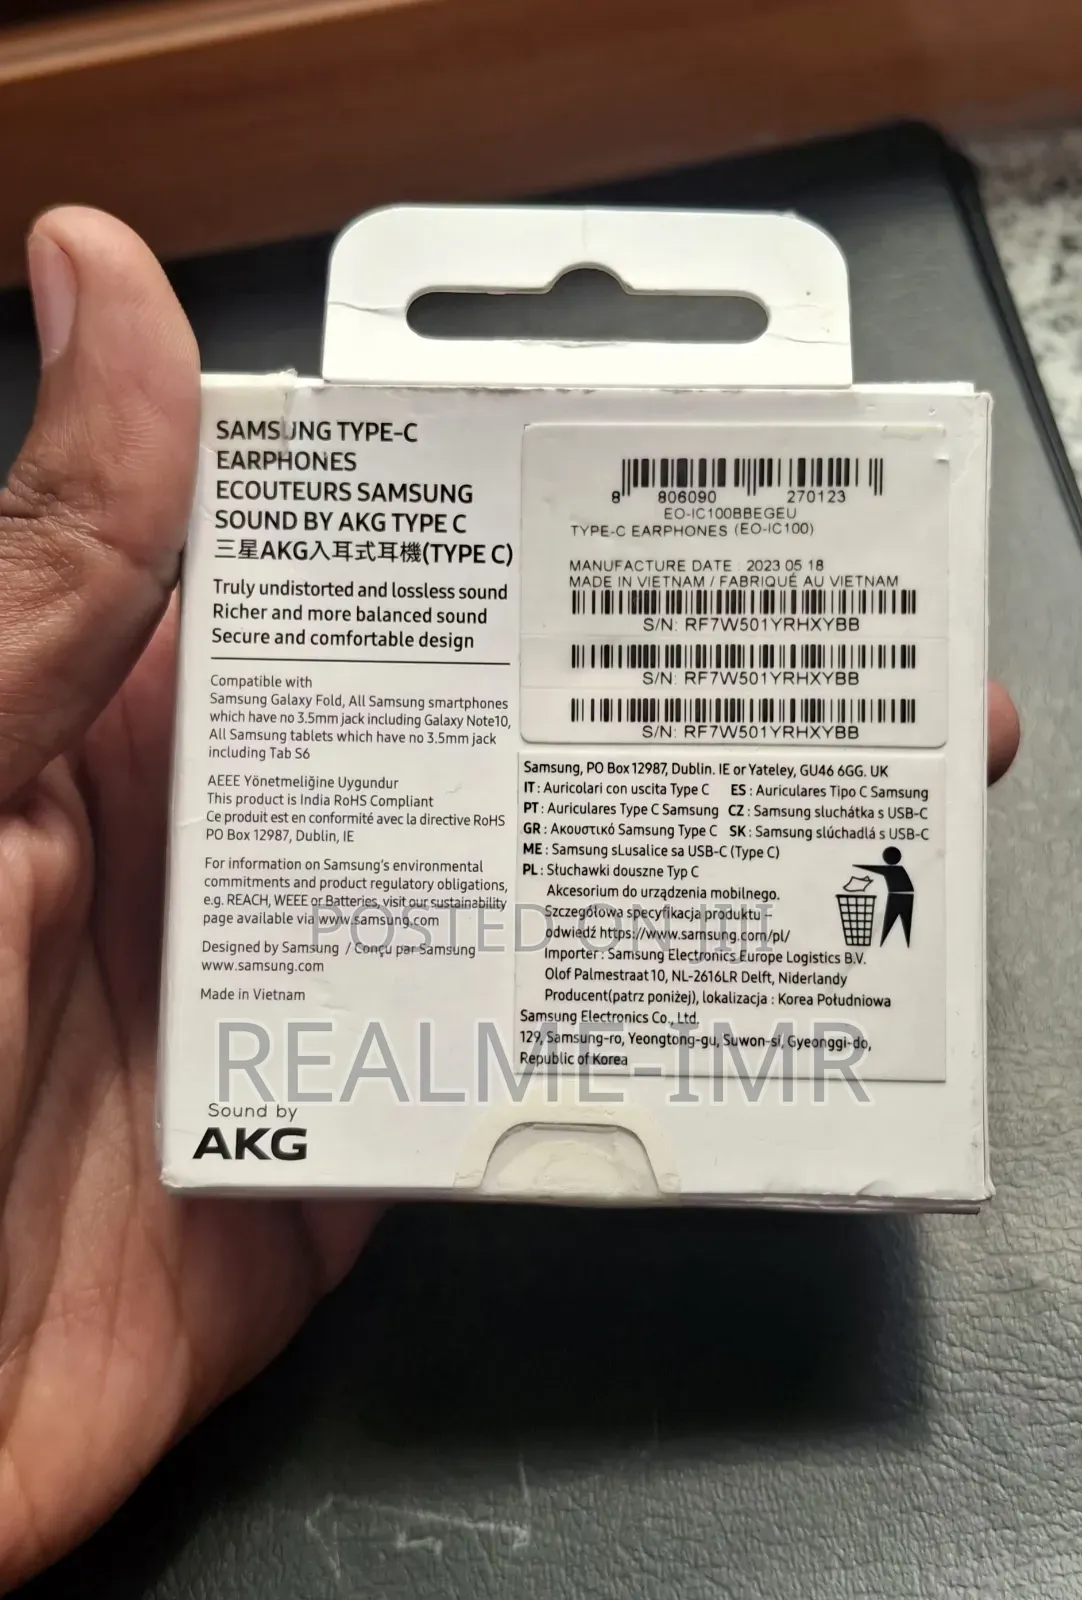 SAMSUNG TYPE-C
EARPHONES
ECOUTEURS SAMSUNG
SOUND BY AKG TYPE C
三星AKG入耳式耳機(TYPE C)
Truly undistorted and lossless sound
Richer and more balanced sound
Secure and comfortable design
Compatible with
Samsung Galaxy Fold, All Samsung smartphones
which have no 3.5mm jack including Galaxy Note10,
All Samsung tablets which have no 3.5mm jack
including Tab S6
AEEE Yönetmeliğine Uygundur
This product is India RoHS Compliant
Ce produit est en conformité avec la directive RoHS
PO Box 12987, Dublin, IE
For information on Samsung's environmental
commitments and product regulatory obligations,
e.g. REACH, WEEE or Batteries, visit our sustainability
page available via www.samsung.com
Designed by Samsung / Conçu par Samsung
www.samsung.com
Made in Vietnam
Sound by
AKG
8 806090 270123
EO-IC100BBEGEU
TYPE-C EARPHONES (EO-IC100)
MANUFACTURE DATE : 2023 05 18
MADE IN VIETNAM / FABRIQUÉ AU VIETNAM
S/N: RF7W501YRHXYBB
S/N: RF7W501YRHXYBB
S/N: RF7W501YRHXYBB
Samsung, PO Box 12987, Dublin. IE or Yateley, GU46 6GG. UK
IT : Auricolari con uscita Type C ES : Auriculares Tipo C Samsung
PT : Auriculares Type C Samsung CZ : Samsung sluchátka s USB-C
GR : Ακουστικό Samsung Type C SK : Samsung slúchadlá s USB-C
ME : Samsung sLusalice sa USB-C (Type C)
PL : Słuchawki douszne Typ C
Akcesorium do urządzenia mobilnego.
Szczegółowa specyfikacja produktu –
odwiedź https://www.samsung.com/pl/
Importer : Samsung Electronics Europe Logistics B.V.
Olof Palmestraat 10, NL-2616LR Delft, Niderlandy
Producent(patrz poniżej), lokalizacja : Korea Południowa
Samsung Electronics Co., Ltd.
129, Samsung-ro, Yeongtong-gu, Suwon-si, Gyeonggi-do,
Republic of Korea
POSTED ON JIJI
REALME-IMR